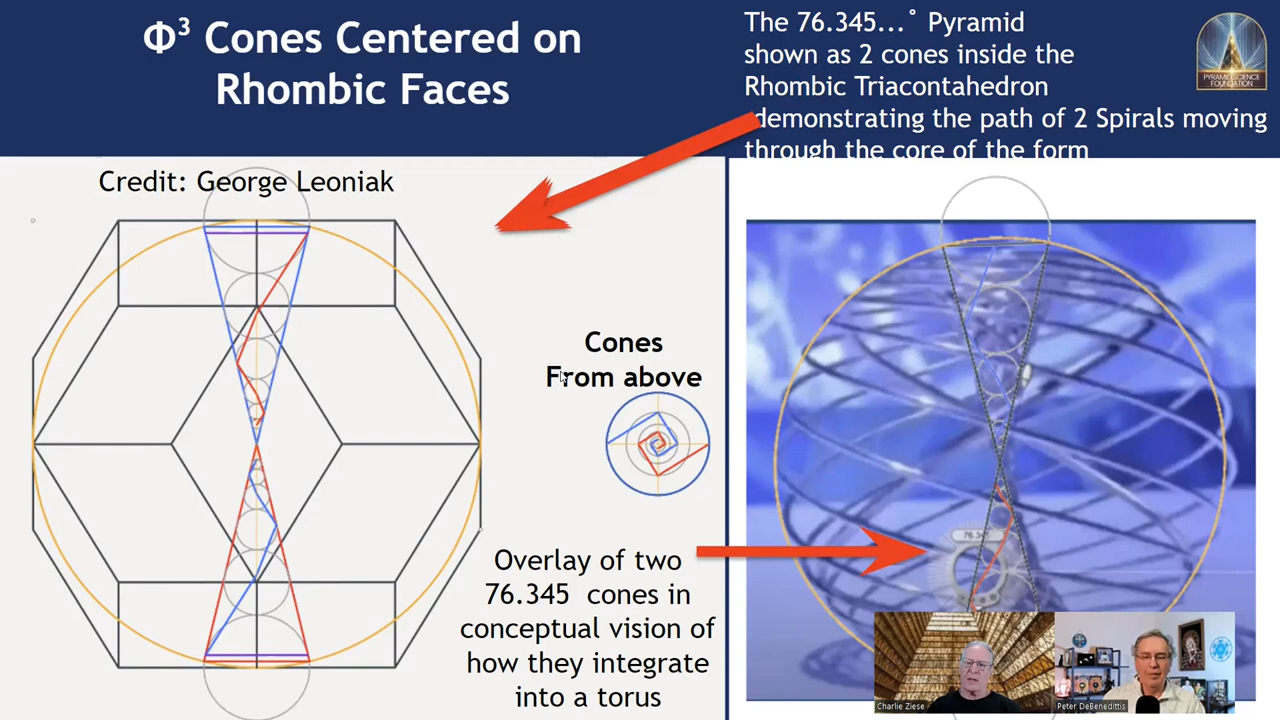 Φ³ Cones Centered on
Rhombic Faces
The 76.345...° Pyramid
shown as 2 cones inside the
Rhombic Triacontahedron
demonstrating the path of 2 Spirals moving
through the core of the form
PYRAMID SCIENCE
FOUNDATION
Credit: George Leoniak
Cones
From above
Overlay of two
76.345 cones in
conceptual vision of
how they integrate
into a torus
Charlie Ziese
Peter DeBenedittis